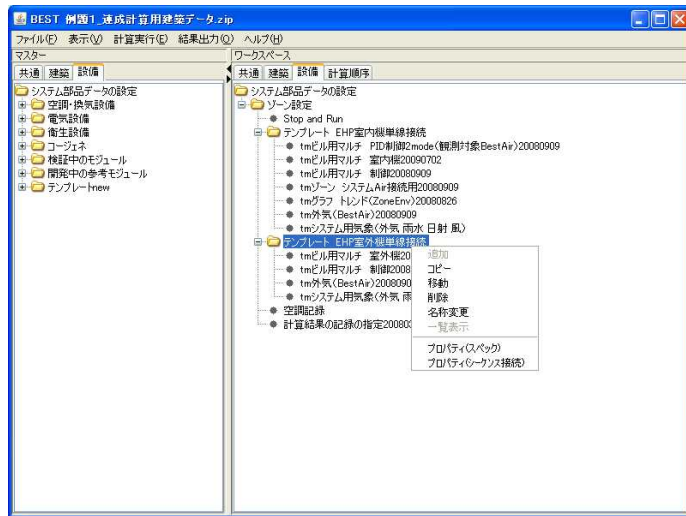 BEST 例題1_連成計算用建築データ.zip
ファイル(F) 表示(V) 計算実行(E) 結果出力(O) ヘルプ(H)
マスター
共通 建築 設備
システム部品データの設定
空調・換気設備
電気設備
衛生設備
コージェネ
検証中のモジュール
開発中の参考モジュール
テンプレートnew
ワークスペース
共通 建築 設備 計算順序
システム部品データの設定
ゾーン設定
Stop and Run
テンプレート EHP室内機単線接続
tmビル用マルチ PID制御2mode(観測対象BestAir)20080909
tmビル用マルチ 室内機20090702
tmビル用マルチ 制御20080909
tmゾーン システムAir接続用20080909
tmグラフ トレンド(ZoneEnv)20080826
tm外気(BestAir)20080909
tmシステム用気象(外気 雨水 日射 風)
テンプレート EHP室外機単線接続
tmビル用マルチ 室外機20
tmビル用マルチ 制御2008
tm外気(BestAir)2008090
tmシステム用気象(外気 雨
空調記録
計算結果の記録の指定200803
追加
コピー
移動
削除
名称変更
一覧表示
プロパティ(スペック)
プロパティ(シーケンス接続)